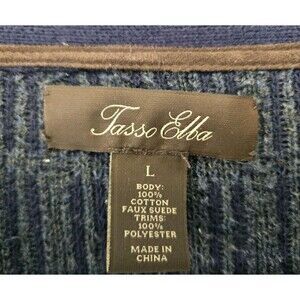 Tasso Elba
L
BODY:
100%
COTTON
FAUX SUEDE
TRIMS:
100%
POLYESTER
MADE IN
CHINA